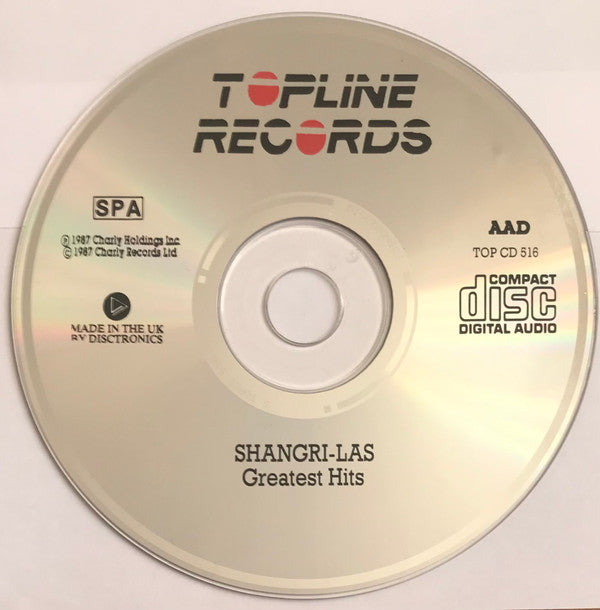 TOPLINE
RECORDS
SPA
℗ 1987 Charly Holdings Inc.
© 1987 Charly Records Ltd
MADE IN THE UK
BY DISCTRONICS
AAD
TOP CD 516
COMPACT
disc
DIGITAL AUDIO
SHANGRI-LAS
Greatest Hits